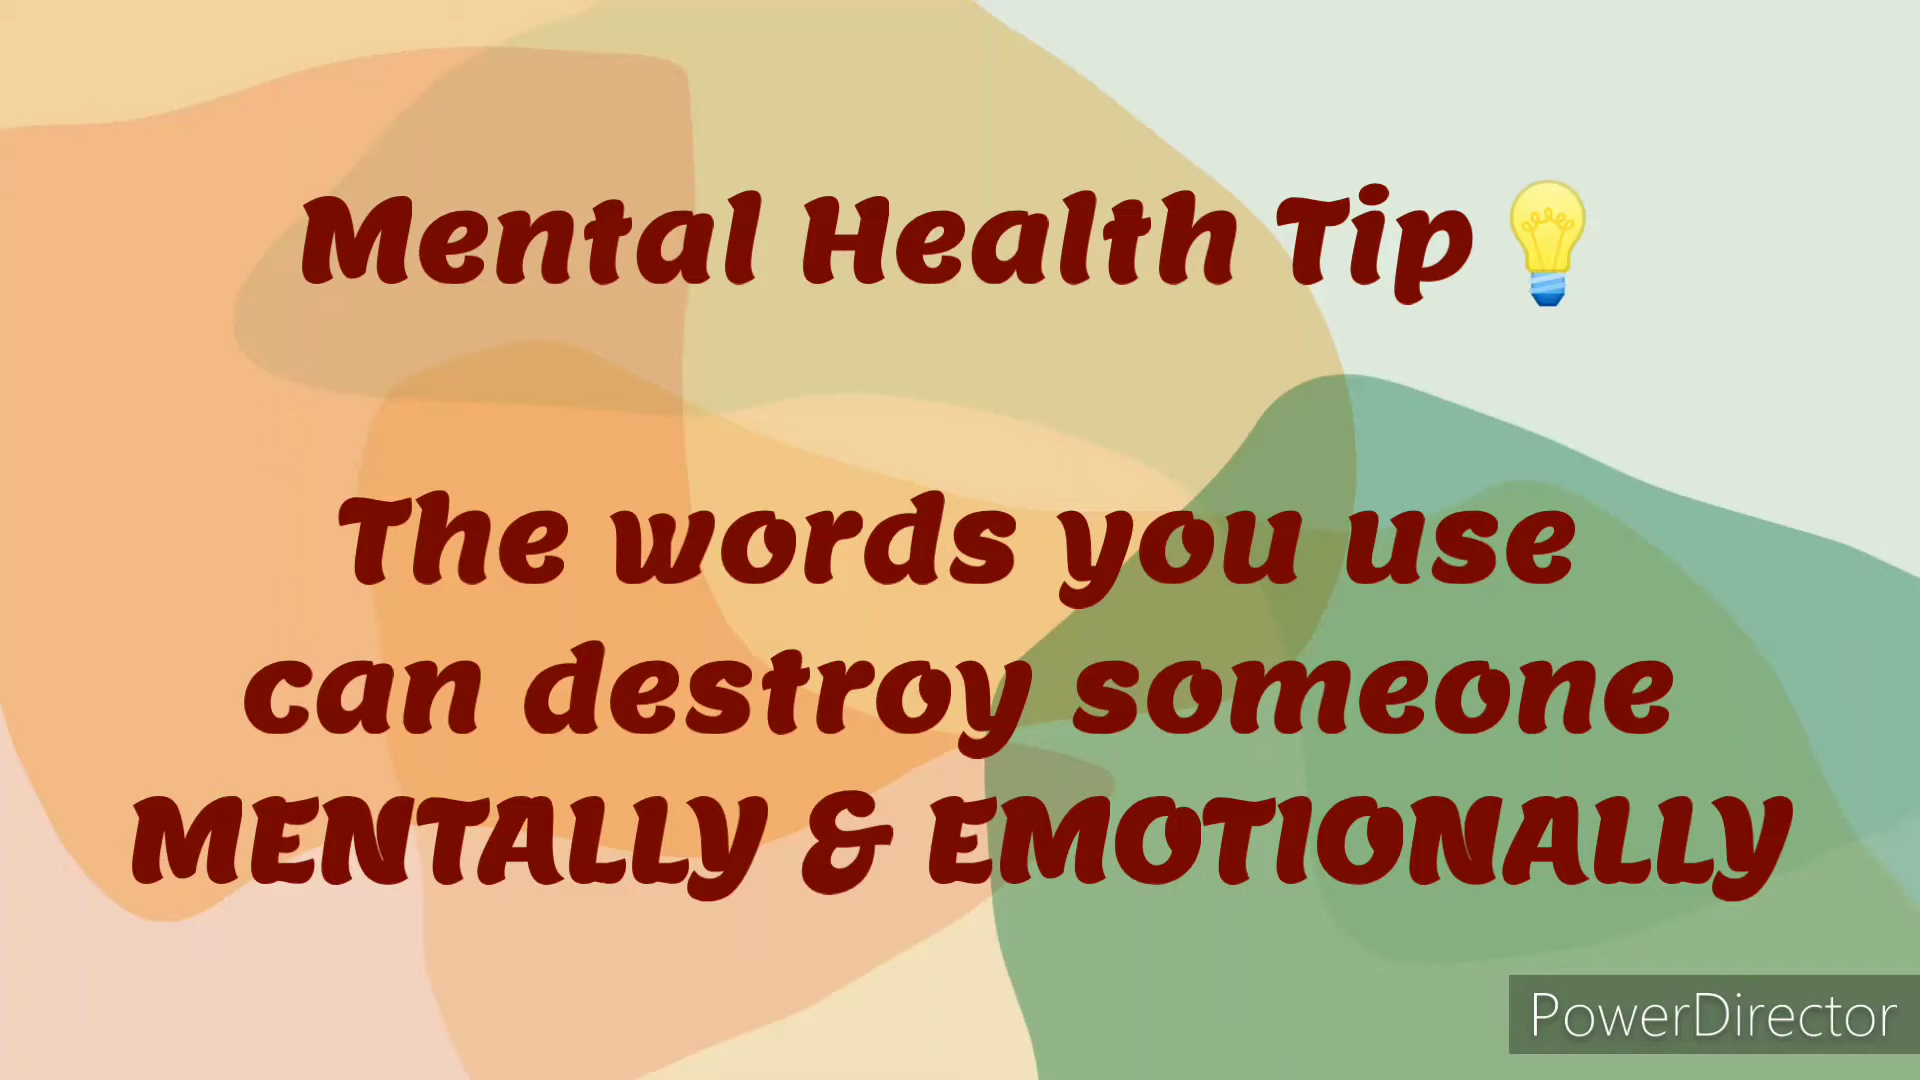 Mental Health Tip💡
The words you use
can destroy someone
MENTALLY & EMOTIONALLY
PowerDirector